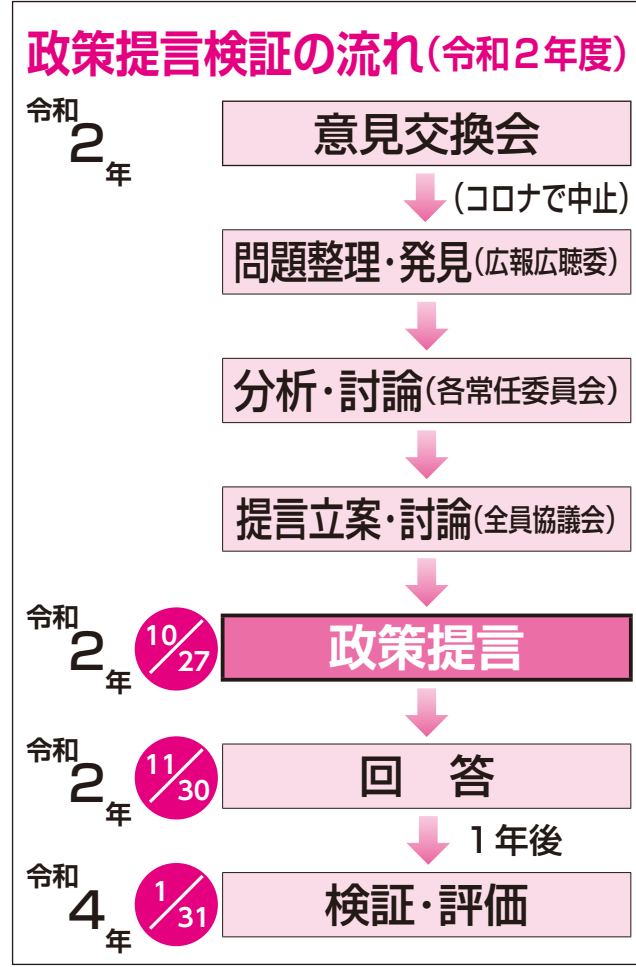 政策提言検証の流れ(令和2年度)
令和2年
意見交換会
(コロナで中止)
問題整理・発見(広報広聴委)
分析・討論(各常任委員会)
提言立案・討論(全員協議会)
令和2年 10/27 政策提言
令和2年 11/30 回 答
1年後
令和4年 1/31 検証・評価